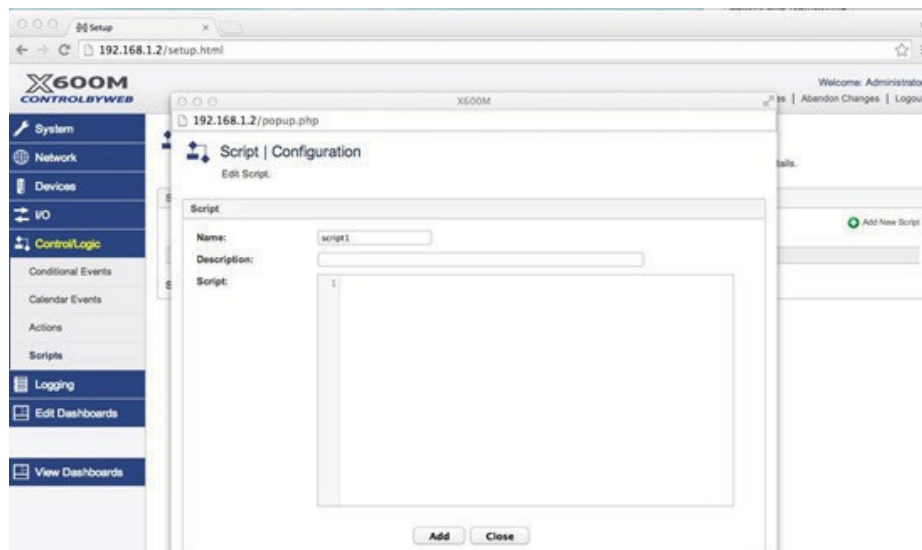 Setup
192.168.1.2/setup.html
X600M
CONTROLBYWEB
Welcome: Administrato
Abandon Changes | Logou
X600M
192.168.1.2/popup.php
Script | Configuration
Edit Script.
System
Network
Devices
I/O
Control/Logic
Conditional Events
Calendar Events
Actions
Scripts
Logging
Edit Dashboards
View Dashboards
Script
Name: script1
Description:
Script: 1
tails.
Add New Script
Add Close